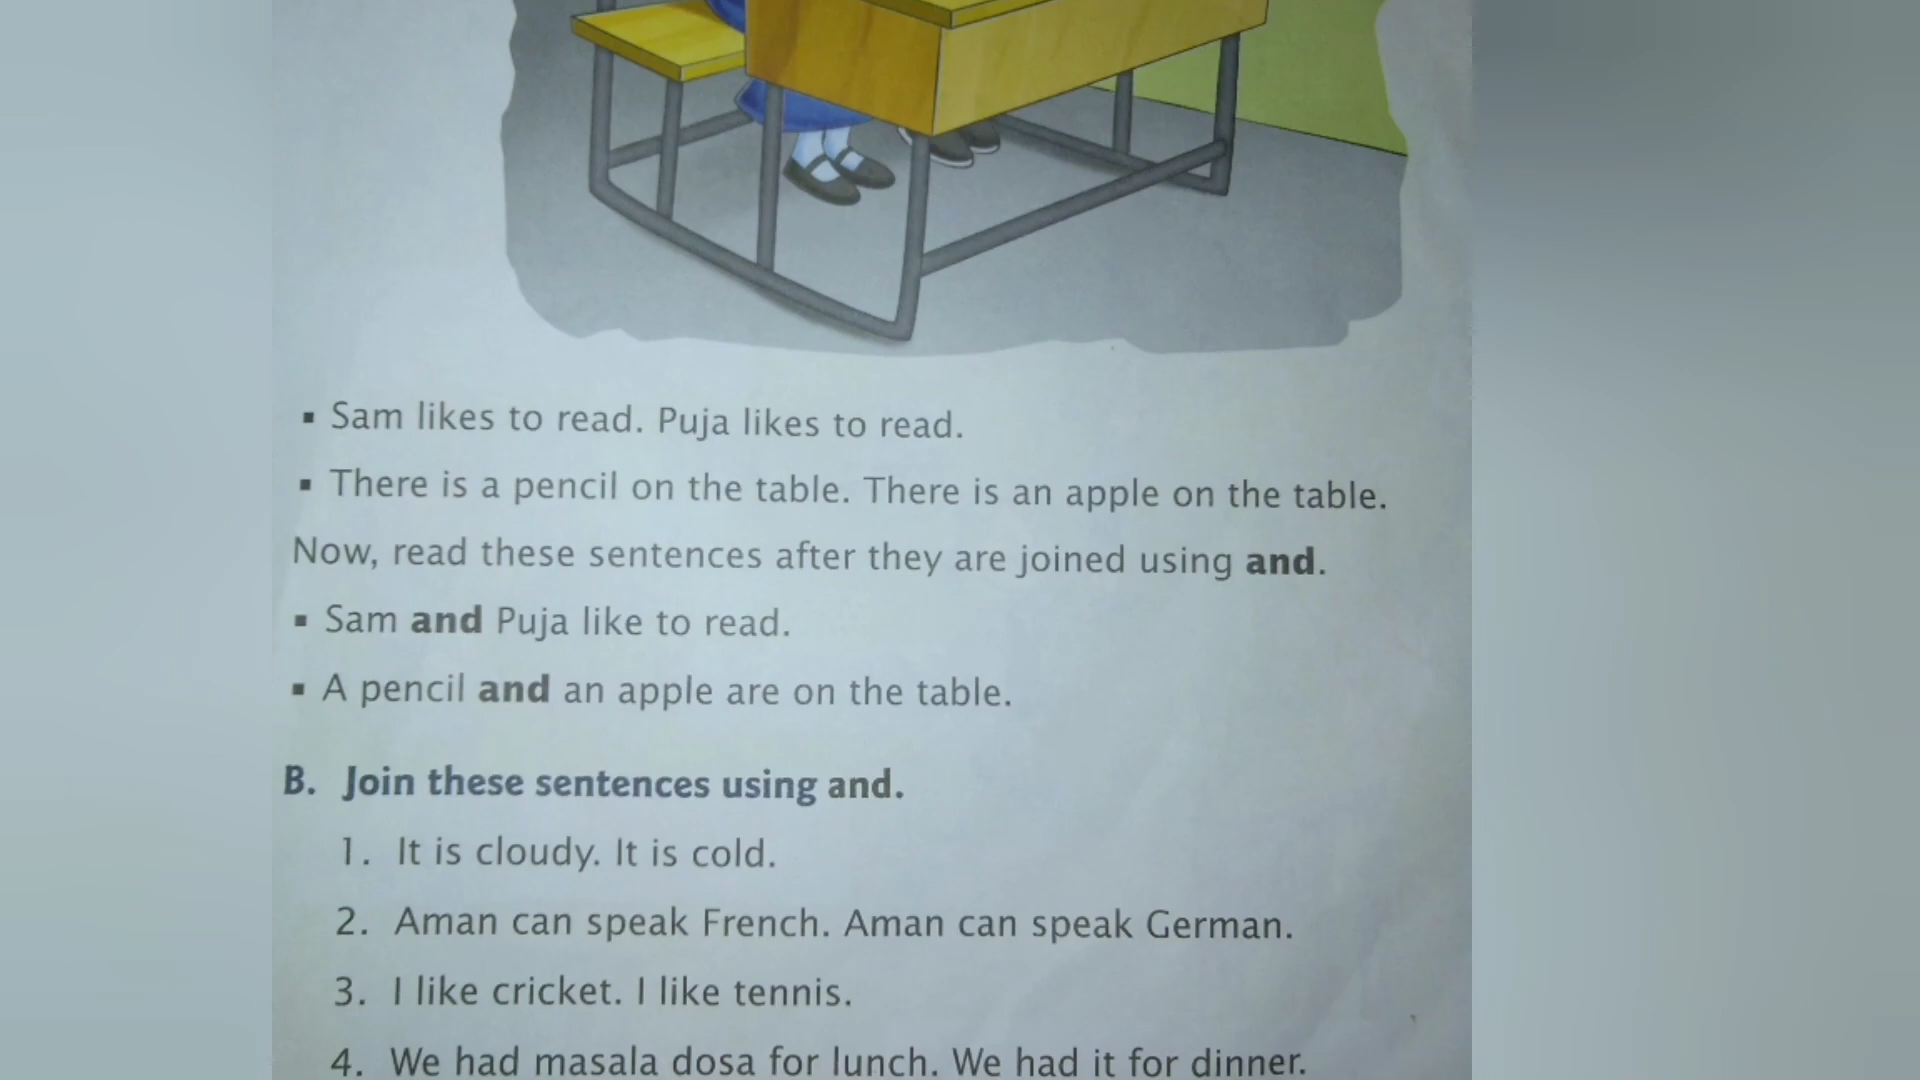 ▪ Sam likes to read. Puja likes to read.
▪ There is a pencil on the table. There is an apple on the table.
Now, read these sentences after they are joined using and.
▪ Sam and Puja like to read.
▪ A pencil and an apple are on the table.
B. Join these sentences using and.
1. It is cloudy. It is cold.
2. Aman can speak French. Aman can speak German.
3. I like cricket. I like tennis.
4. We had masala dosa for lunch. We had it for dinner.